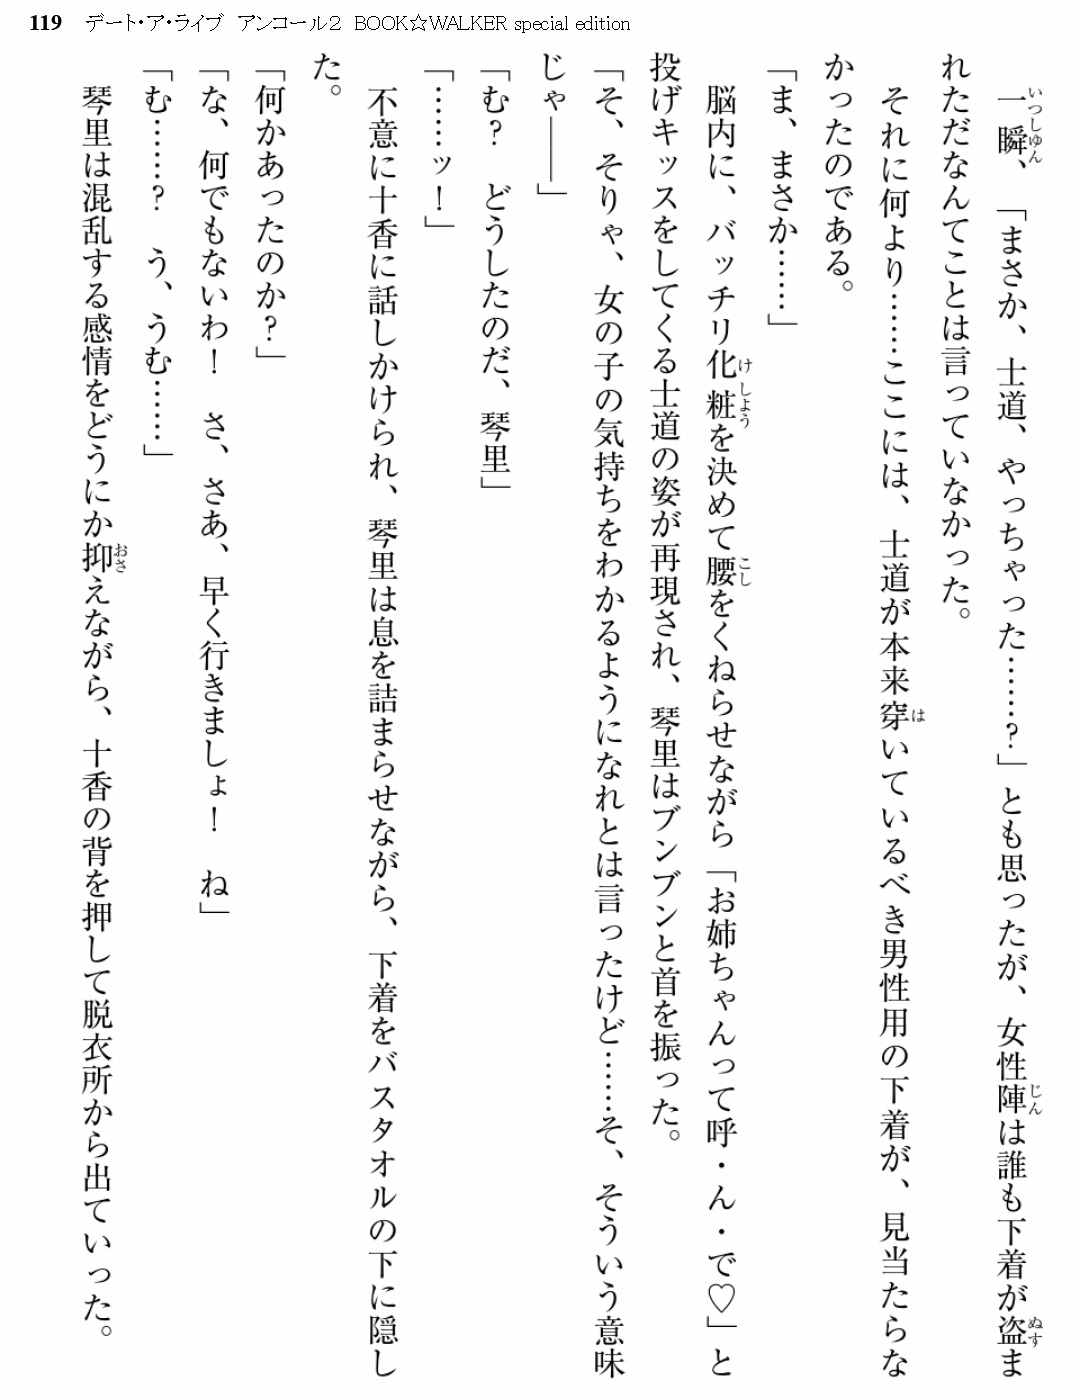 119 デート・ア・ライブ アンコール2 BOOK☆WALKER special edition
一瞬、「まさか、士道、やっちゃった……?」とも思ったが、女性陣は誰も下着が盗ま
れただなんてことは言っていなかった。
それに何より……ここには、士道が本来穿いているべき男性用の下着が、見当たらな
かったのである。
「ま、まさか……」
脳内に、バッチリ化粧を決めて腰をくねらせながら「お姉ちゃんって呼・ん・で♡」と
投げキッスをしてくる士道の姿が再現され、琴里はブンブンと首を振った。
「そ、そりゃ、女の子の気持ちをわかるようになれとは言ったけど……そ、そういう意味
じゃ――」
「む? どうしたのだ、琴里」
「……ッ!」
不意に十香に話しかけられ、琴里は息を詰まらせながら、下着をバスタオルの下に隠し
た。
「何かあったのか?」
「な、何でもないわ! さ、さあ、早く行きましょ! ね」
「む……? う、うむ……」
琴里は混乱する感情をどうにか抑えながら、十香の背を押して脱衣所から出ていった。